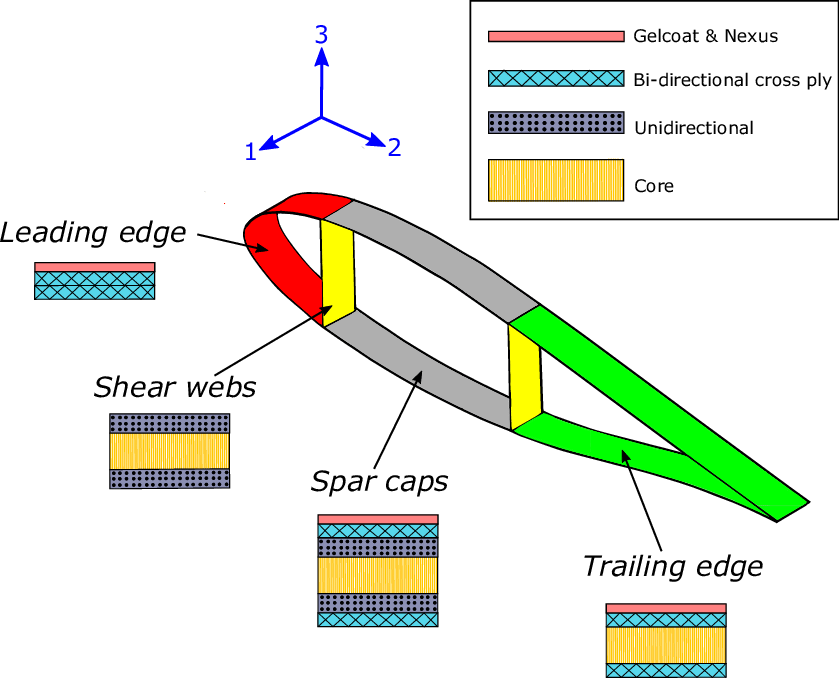 3
1
2
Gelcoat & Nexus
Bi-directional cross ply
Unidirectional
Core
Leading edge
Shear webs
Spar caps
Trailing edge